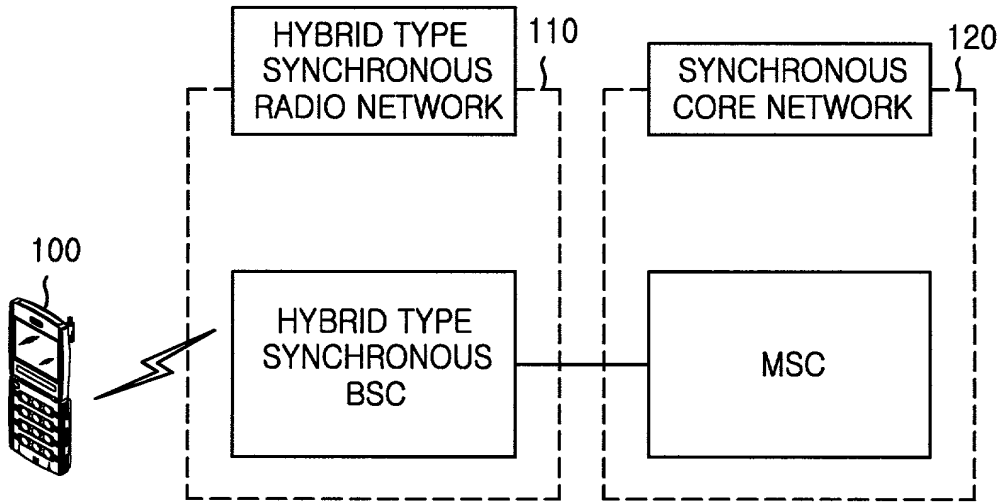 HYBRID TYPE
SYNCHRONOUS
RADIO NETWORK
110
SYNCHRONOUS
CORE NETWORK
120
100
HYBRID TYPE
SYNCHRONOUS
BSC
MSC